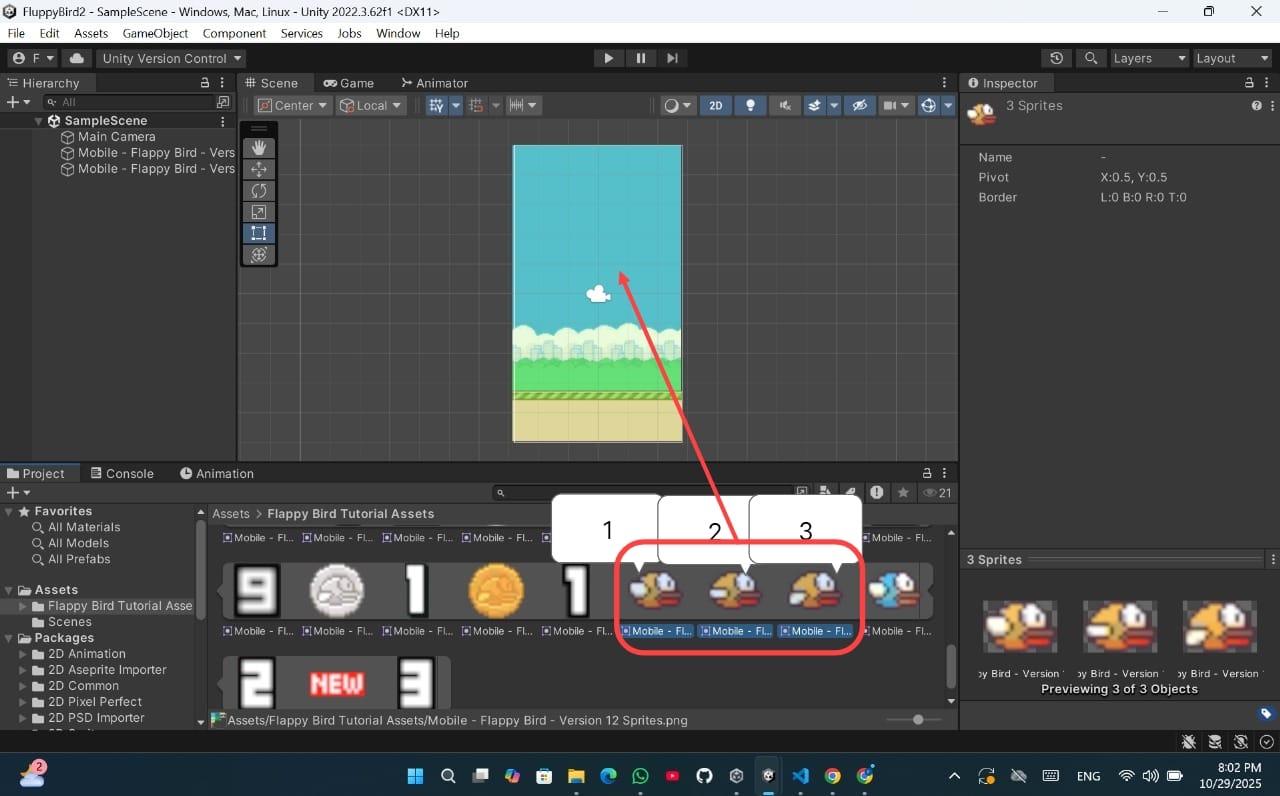 FluppyBird2 - SampleScene - Windows, Mac, Linux - Unity 2022.3.62f1 <DX11>
File Edit Assets GameObject Component Services Jobs Window Help
F Unity Version Control Layers Layout
Hierarchy
All
SampleScene
Main Camera
Mobile - Flappy Bird - Vers
Mobile - Flappy Bird - Vers
Scene Game Animator
Center Local 2D
Inspector
3 Sprites
Name -
Pivot X:0.5, Y:0.5
Border L:0 B:0 R:0 T:0
Project Console Animation
21
Favorites
All Materials
All Models
All Prefabs
Assets
Flappy Bird Tutorial Asse
Scenes
Packages
2D Animation
2D Aseprite Importer
2D Common
2D Pixel Perfect
2D PSD Importer
Assets > Flappy Bird Tutorial Assets
1 2 3
Mobile - Fl... Mobile - Fl... Mobile - Fl... Mobile - Fl... Mobile - Fl...
9 1 1
Mobile - Fl... Mobile - Fl... Mobile - Fl... Mobile - Fl... Mobile - Fl... Mobile - Fl... Mobile - Fl... Mobile - Fl... Mobile - Fl...
2 NEW 3
Assets/Flappy Bird Tutorial Assets/Mobile - Flappy Bird - Version 12 Sprites.png
3 Sprites
py Bird - Version py Bird - Version py Bird - Version
Previewing 3 of 3 Objects
2
ENG
8:02 PM
10/29/2025